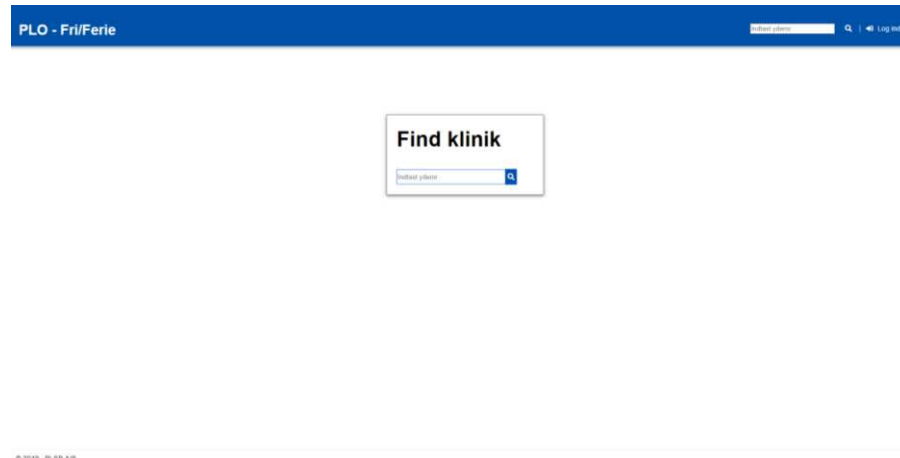 PLO - Fri/Ferie
Indtast ydernr
Log ind
Find klinik
Indtast ydernr